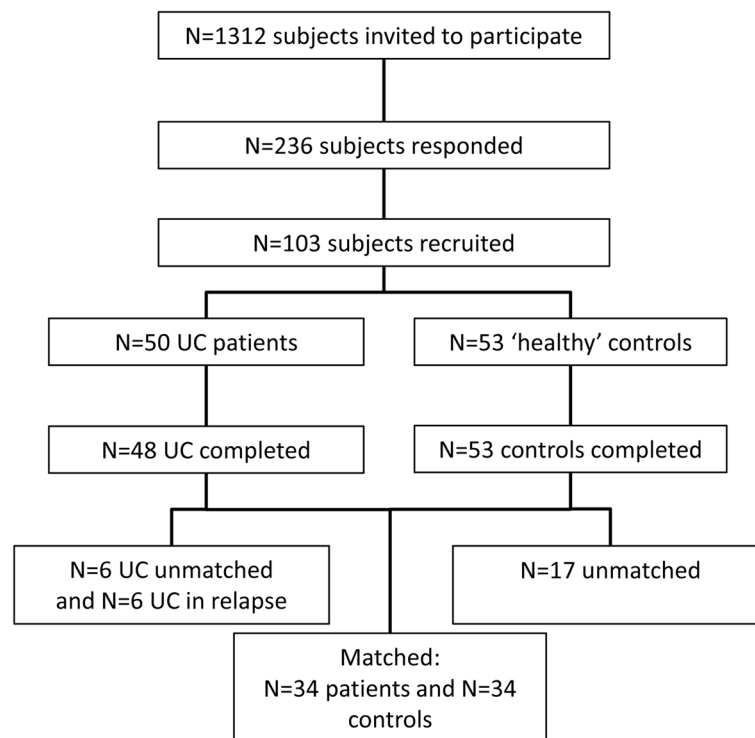 N=1312 subjects invited to participate
N=236 subjects responded
N=103 subjects recruited
N=50 UC patients
N=53 ‘healthy’ controls
N=48 UC completed
N=53 controls completed
N=6 UC unmatched
and N=6 UC in relapse
N=17 unmatched
Matched:
N=34 patients and N=34
controls